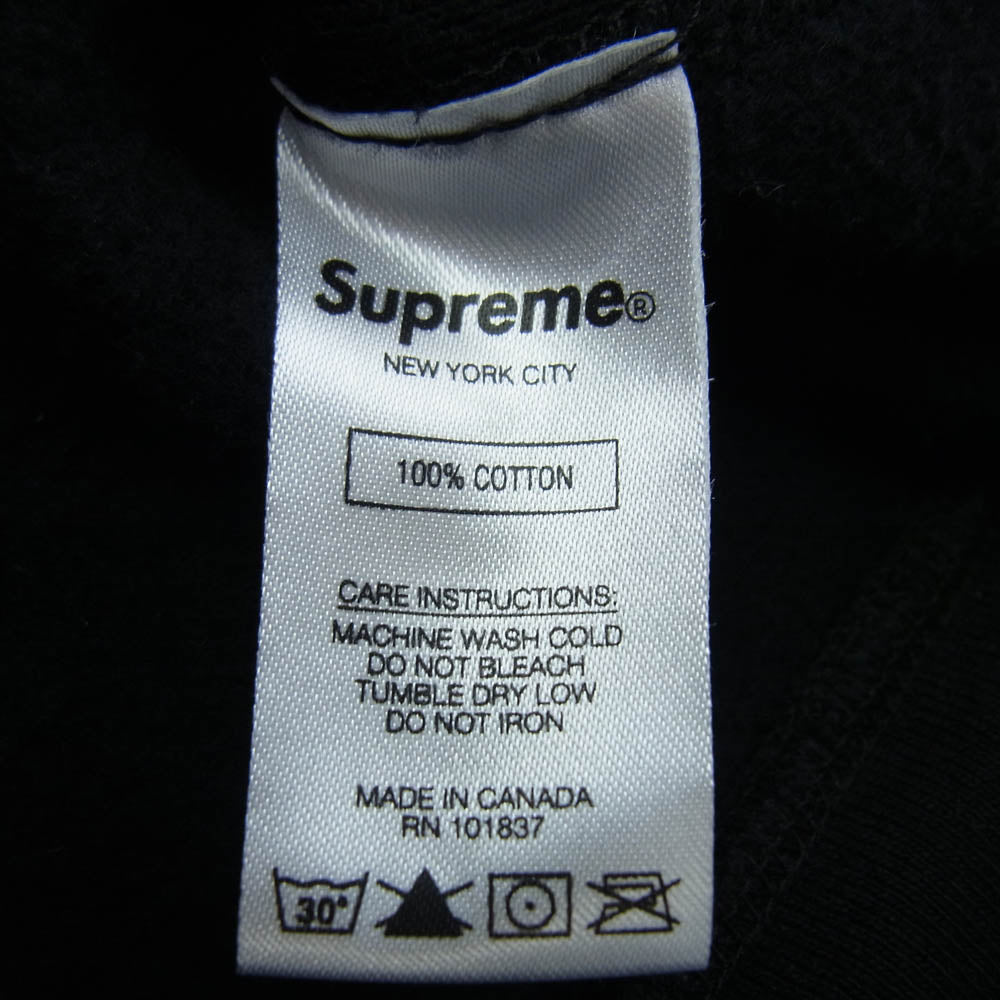 Supreme®
NEW YORK CITY
100% COTTON
CARE INSTRUCTIONS:
MACHINE WASH COLD
DO NOT BLEACH
TUMBLE DRY LOW
DO NOT IRON
MADE IN CANADA
RN 101837
30°